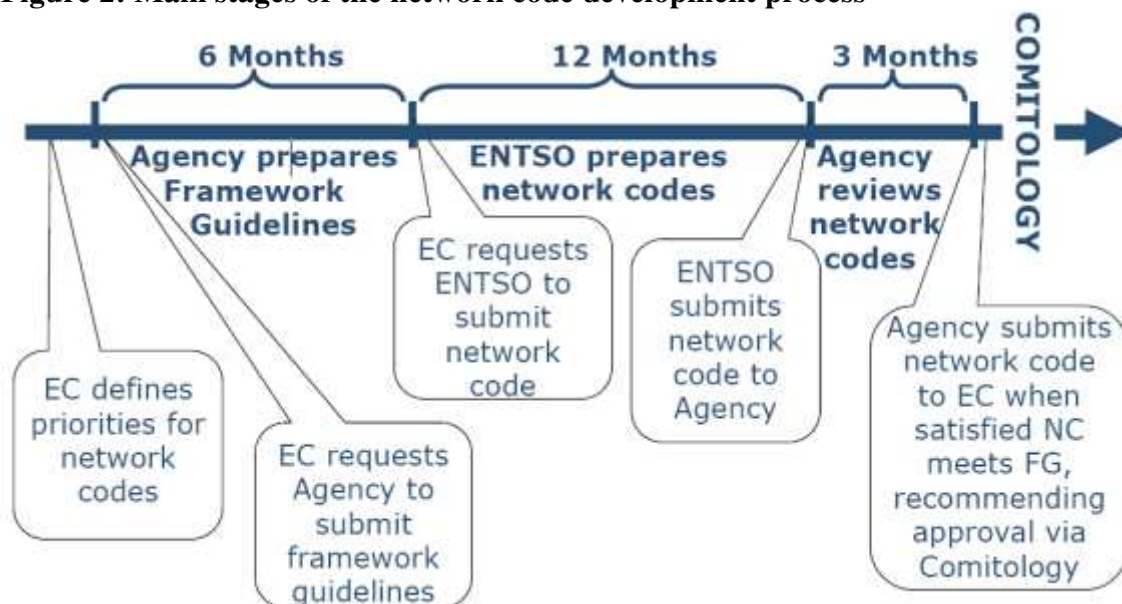 Figure 2: Main stages of the network code development process
6 Months
12 Months
3 Months
COMITOLOGY
Agency prepares
Framework
Guidelines
ENTSO prepares
network codes
Agency
reviews
network
codes
EC defines
priorities for
network
codes
EC requests
Agency to
submit
framework
guidelines
EC requests
ENTSO to
submit
network
code
ENTSO
submits
network
code to
Agency
Agency submits
network code
to EC when
satisfied NC
meets FG,
recommending
approval via
Comitology